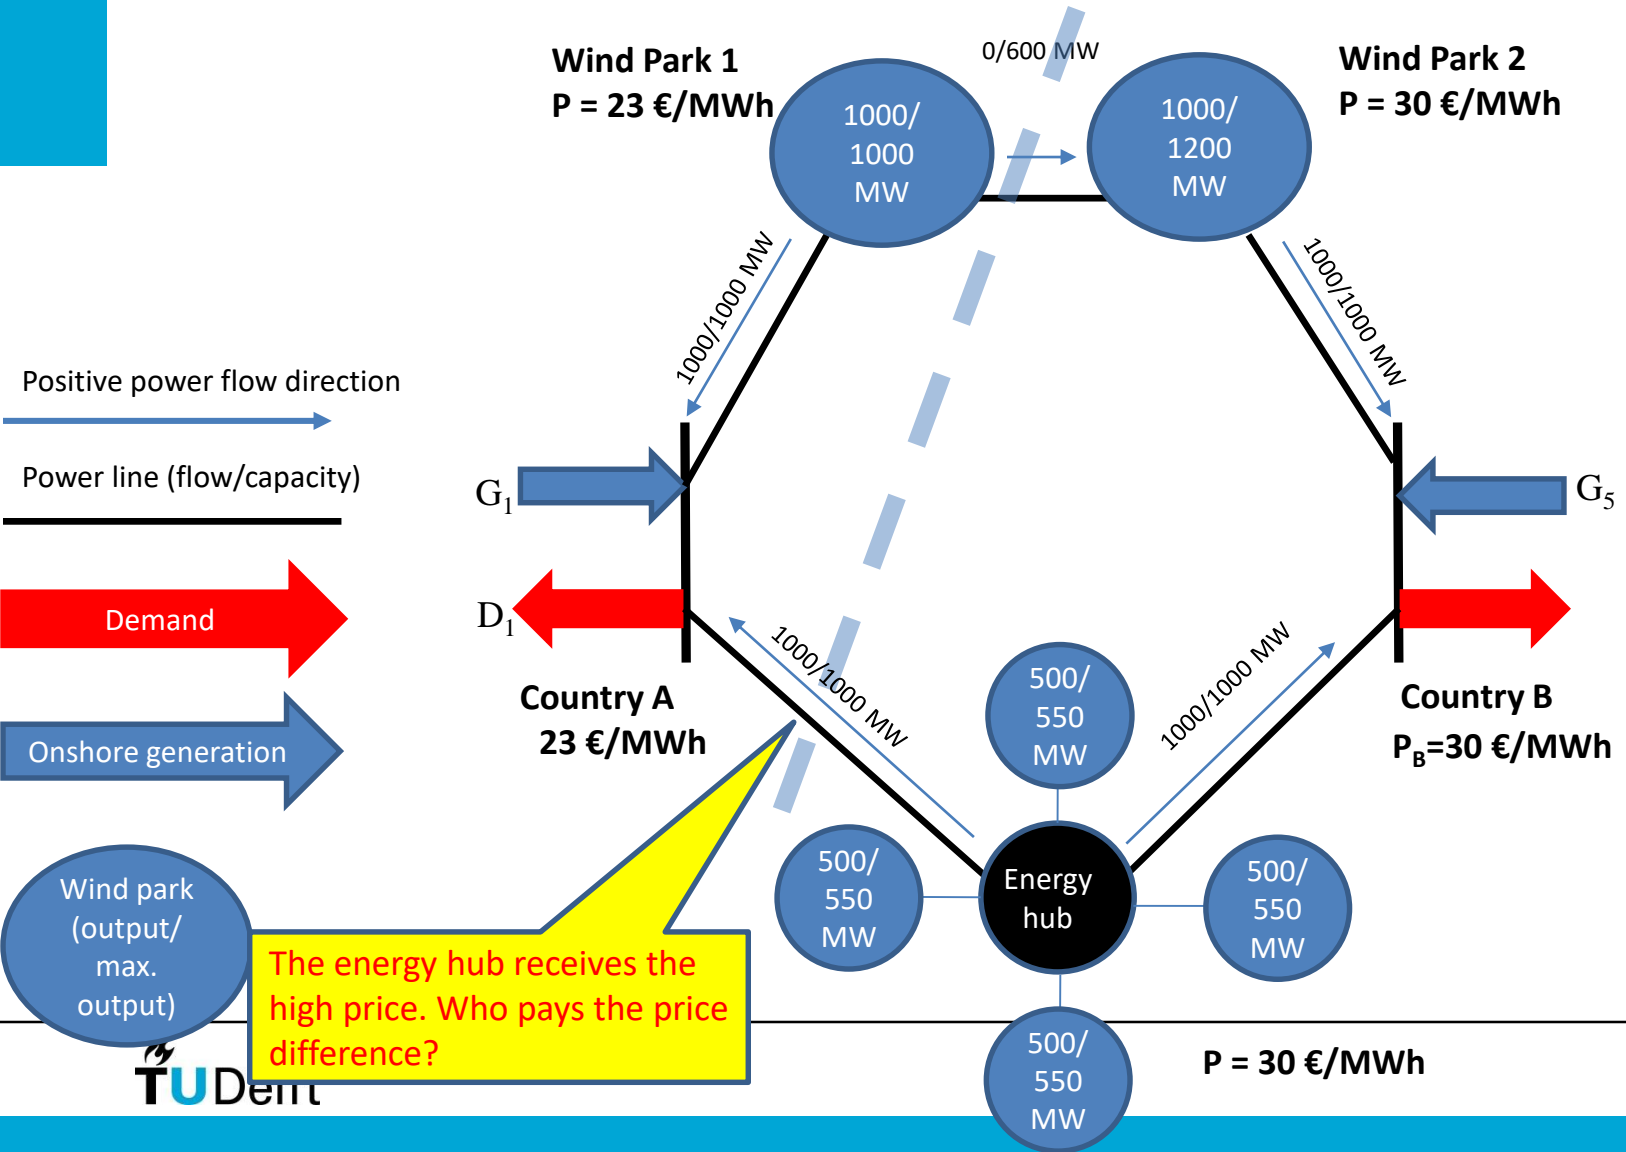 Wind Park 1
P = 23 €/MWh
0/600 MW
Wind Park 2
P = 30 €/MWh
1000/
1000
MW
1000/
1200
MW
1000/1000 MW
1000/1000 MW
Positive power flow direction
Power line (flow/capacity)
G1
G5
Demand
D1
1000/1000 MW
1000/1000 MW
Country A
23 €/MWh
Country B
PB=30 €/MWh
Onshore generation
500/
550
MW
Wind park
(output/
max.
output)
500/
550
MW
Energy
hub
500/
550
MW
The energy hub receives the
high price. Who pays the price
difference?
500/
550
MW
P = 30 €/MWh
TUDelft